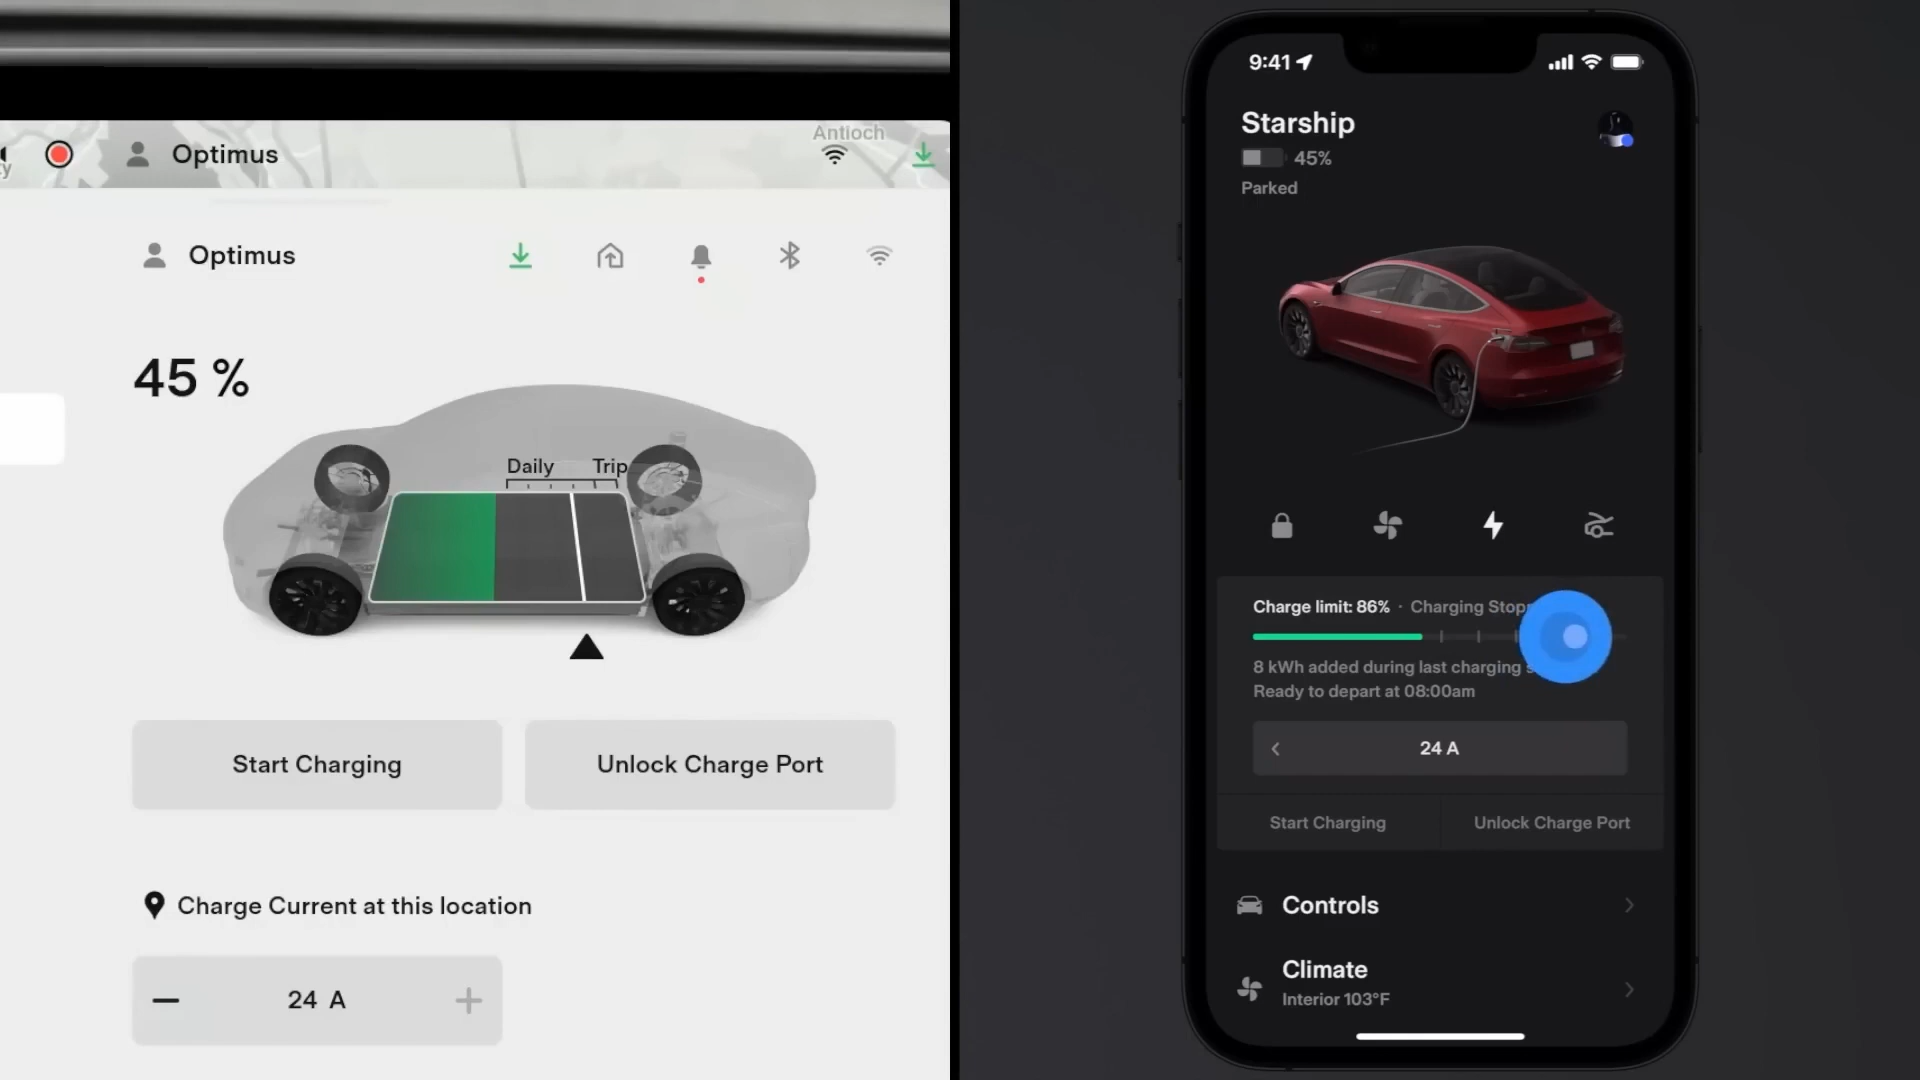 Antioch
Optimus
Optimus
45 %
Daily Trip
Start Charging
Unlock Charge Port
Charge Current at this location
24 A
9:41
Starship
45%
Parked
Charge limit: 86% · Charging
8 kWh added during last charging
Ready to depart at 08:00am
24 A
Start Charging
Unlock Charge Port
Controls
Climate
Interior 103°F